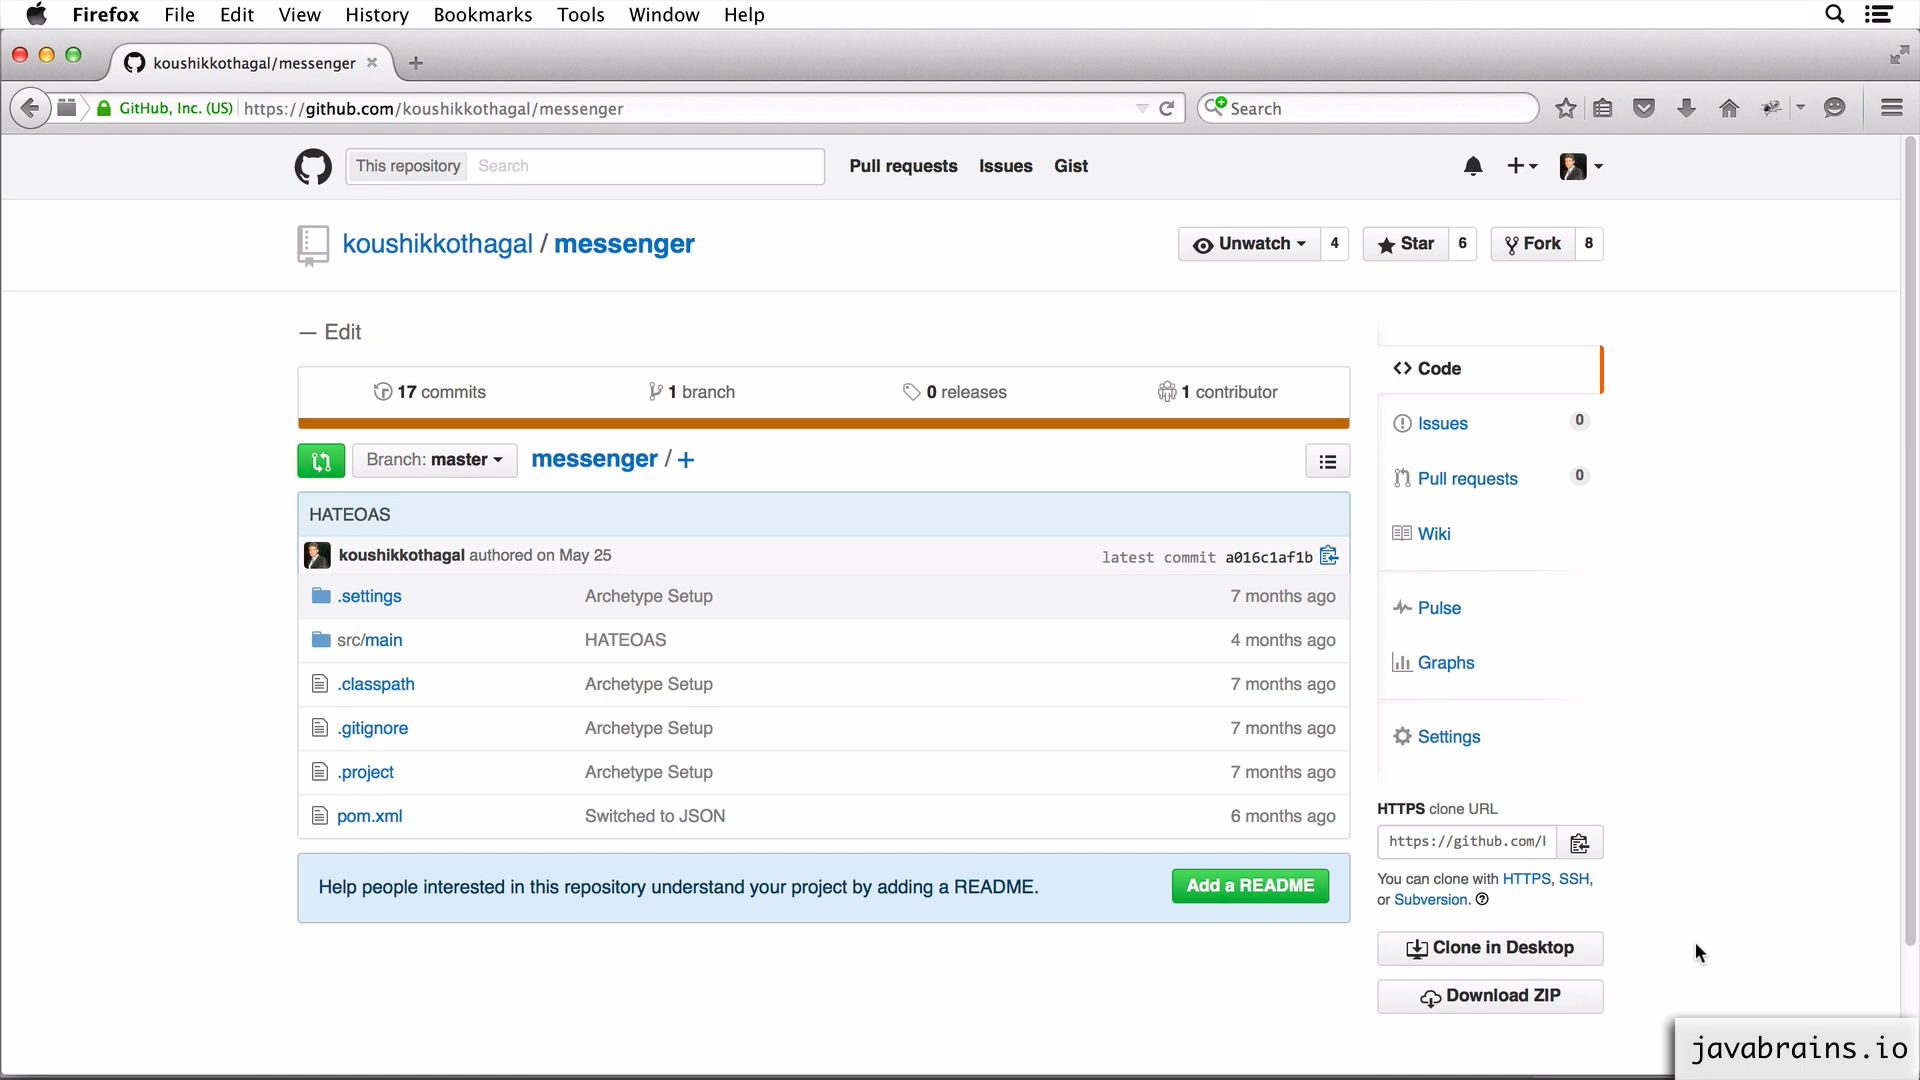 Firefox File Edit View History Bookmarks Tools Window Help
koushikkothagal/messenger
GitHub, Inc. (US) https://github.com/koushikkothagal/messenger Search
This repository Search Pull requests Issues Gist
koushikkothagal / messenger Unwatch 4 Star 6 Fork 8
— Edit
17 commits 1 branch 0 releases 1 contributor
Branch: master messenger / +
HATEOAS
koushikkothagal authored on May 25 latest commit a016c1af1b
.settings Archetype Setup 7 months ago
src/main HATEOAS 4 months ago
.classpath Archetype Setup 7 months ago
.gitignore Archetype Setup 7 months ago
.project Archetype Setup 7 months ago
pom.xml Switched to JSON 6 months ago
Help people interested in this repository understand your project by adding a README. Add a README
Code
Issues 0
Pull requests 0
Wiki
Pulse
Graphs
Settings
HTTPS clone URL
https://github.com/
You can clone with HTTPS, SSH,
or Subversion.
Clone in Desktop
Download ZIP
javabrains.io